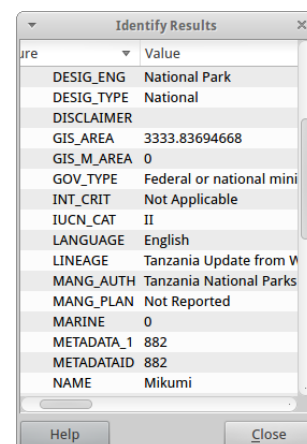 Identify Results
ure Value
DESIG_ENG National Park
DESIG_TYPE National
DISCLAIMER
GIS_AREA 3333.83694668
GIS_M_AREA 0
GOV_TYPE Federal or national mini
INT_CRIT Not Applicable
IUCN_CAT II
LANGUAGE English
LINEAGE Tanzania Update from W
MANG_AUTH Tanzania National Parks
MANG_PLAN Not Reported
MARINE 0
METADATA_1 882
METADATAID 882
NAME Mikumi
Help Close